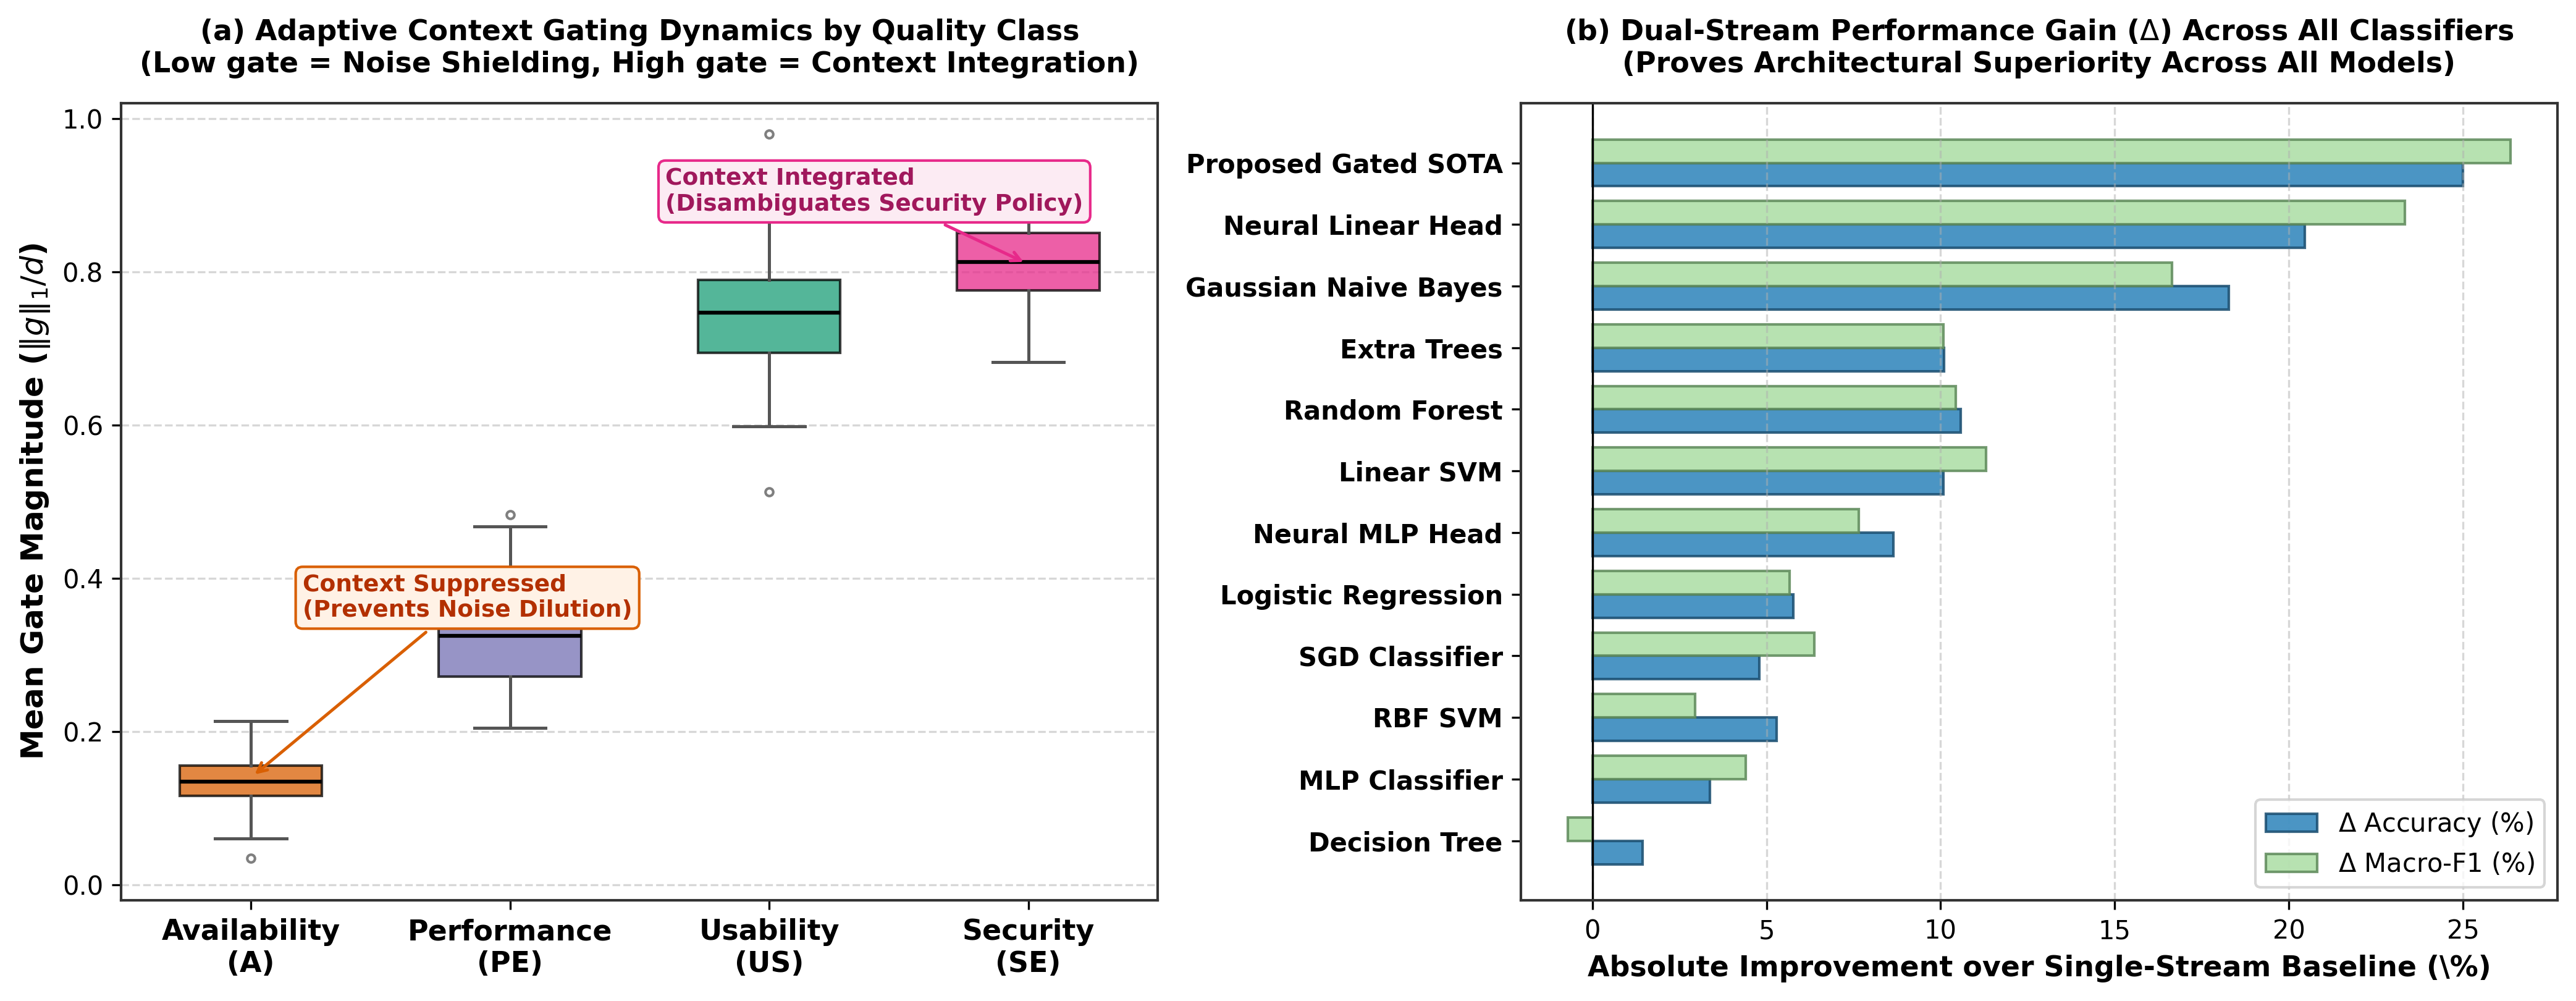 (a) Adaptive Context Gating Dynamics by Quality Class
(Low gate = Noise Shielding, High gate = Context Integration)
Mean Gate Magnitude (‖g‖₁/d)
1.0
0.8
0.6
0.4
0.2
0.0
Context Integrated
(Disambiguates Security Policy)
Context Suppressed
(Prevents Noise Dilution)
Availability
(A)
Performance
(PE)
Usability
(US)
Security
(SE)
(b) Dual-Stream Performance Gain (Δ) Across All Classifiers
(Proves Architectural Superiority Across All Models)
Proposed Gated SOTA
Neural Linear Head
Gaussian Naive Bayes
Extra Trees
Random Forest
Linear SVM
Neural MLP Head
Logistic Regression
SGD Classifier
RBF SVM
MLP Classifier
Decision Tree
Δ Accuracy (%)
Δ Macro-F1 (%)
0 5 10 15 20 25
Absolute Improvement over Single-Stream Baseline (\%)